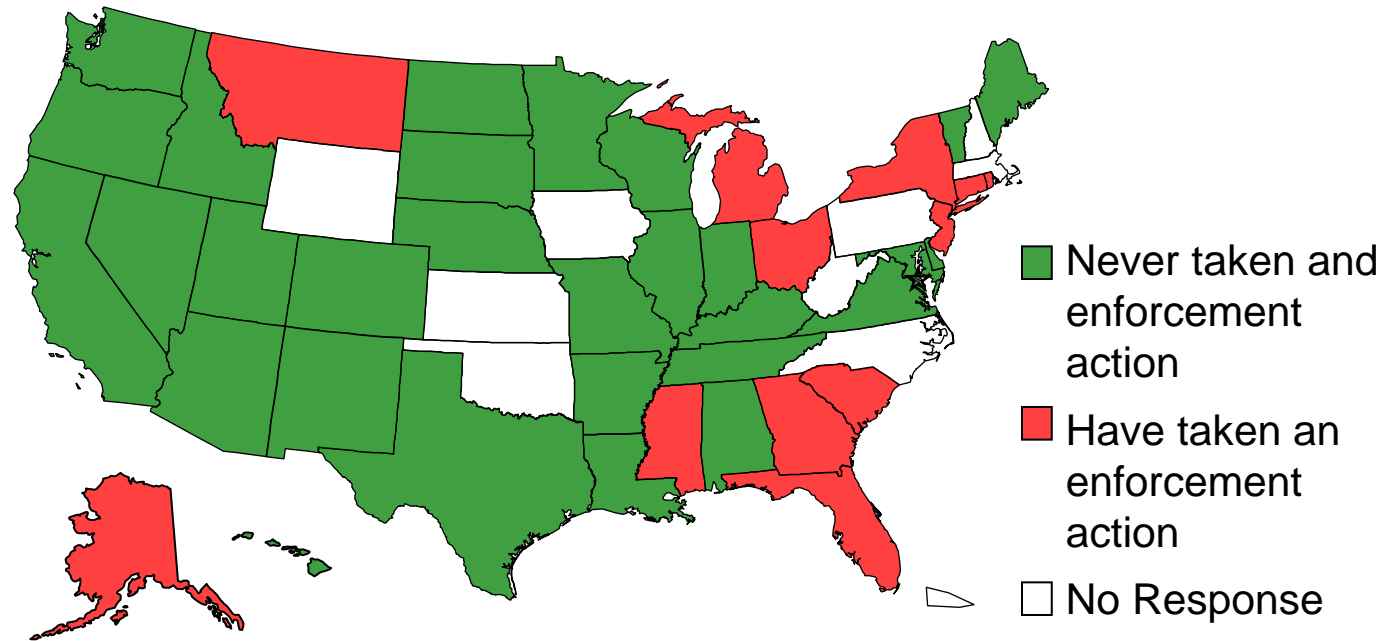 Never taken and
enforcement
action
Have taken an
enforcement
action
No Response